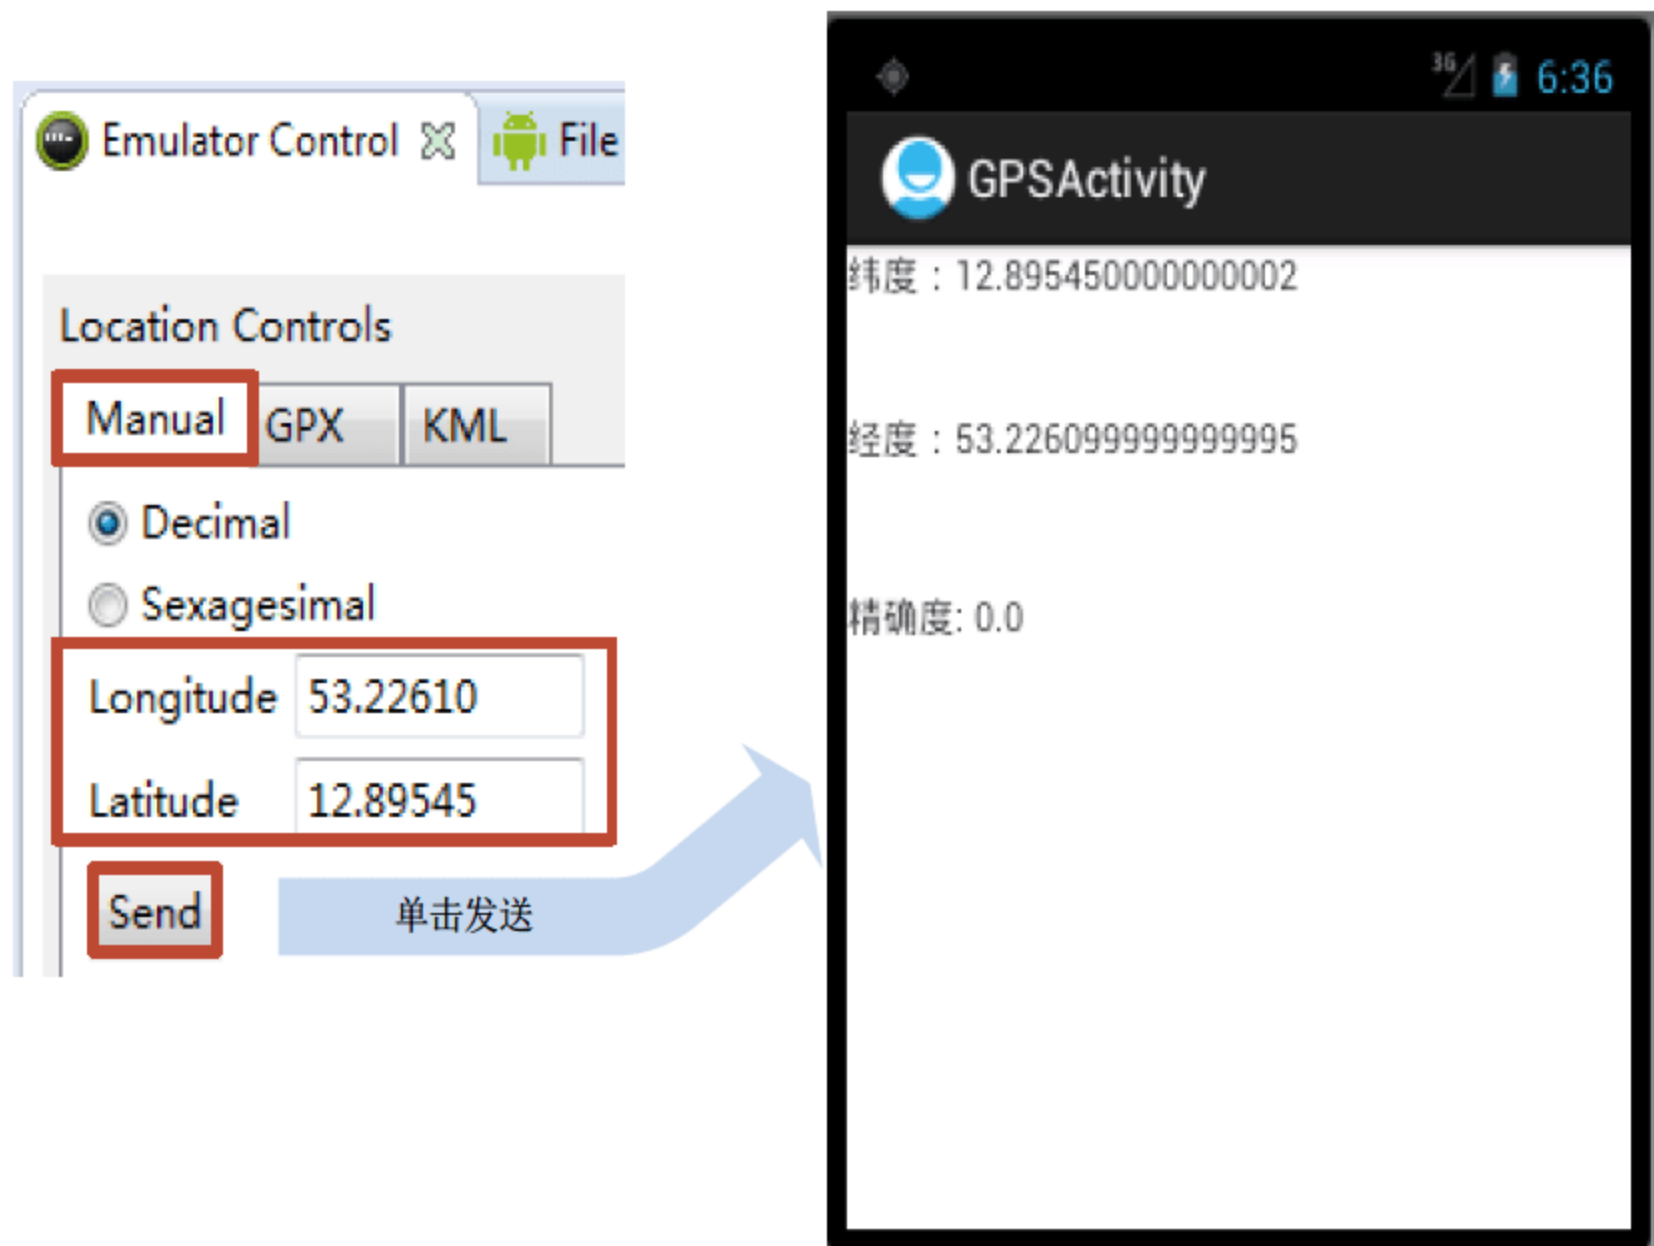 Emulator Control
File
Location Controls
Manual
GPX
KML
Decimal
Sexagesimal
Longitude 53.22610
Latitude 12.89545
Send
单击发送
3G
6:36
GPSActivity
纬度：12.895450000000002
经度：53.226099999999995
精确度: 0.0